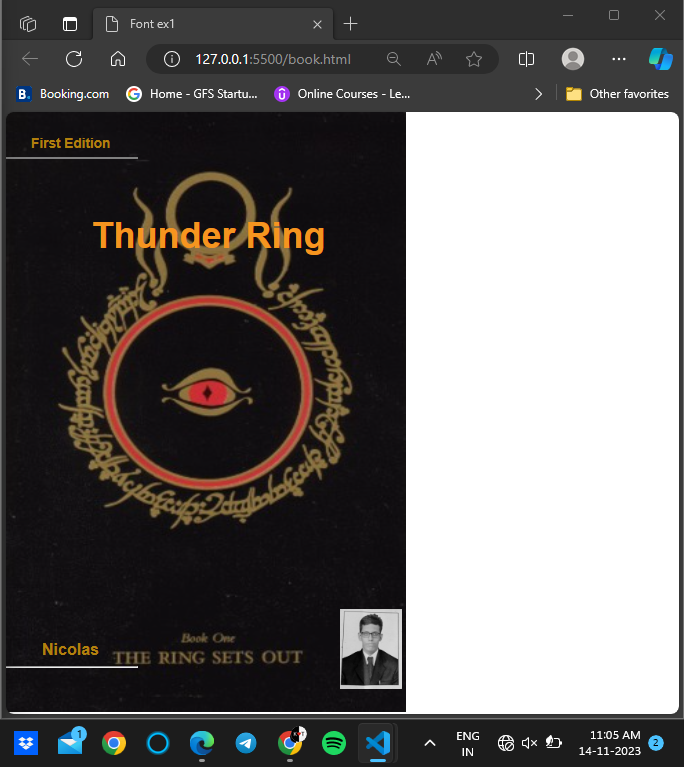 Font ex1
127.0.0.1:5500/book.html
Booking.com
Home - GFS Startu...
Online Courses - Le...
Other favorites
First Edition
Thunder Ring
Book One
Nicolas
THE RING SETS OUT
ENG
IN
11:05 AM
14-11-2023
2
1